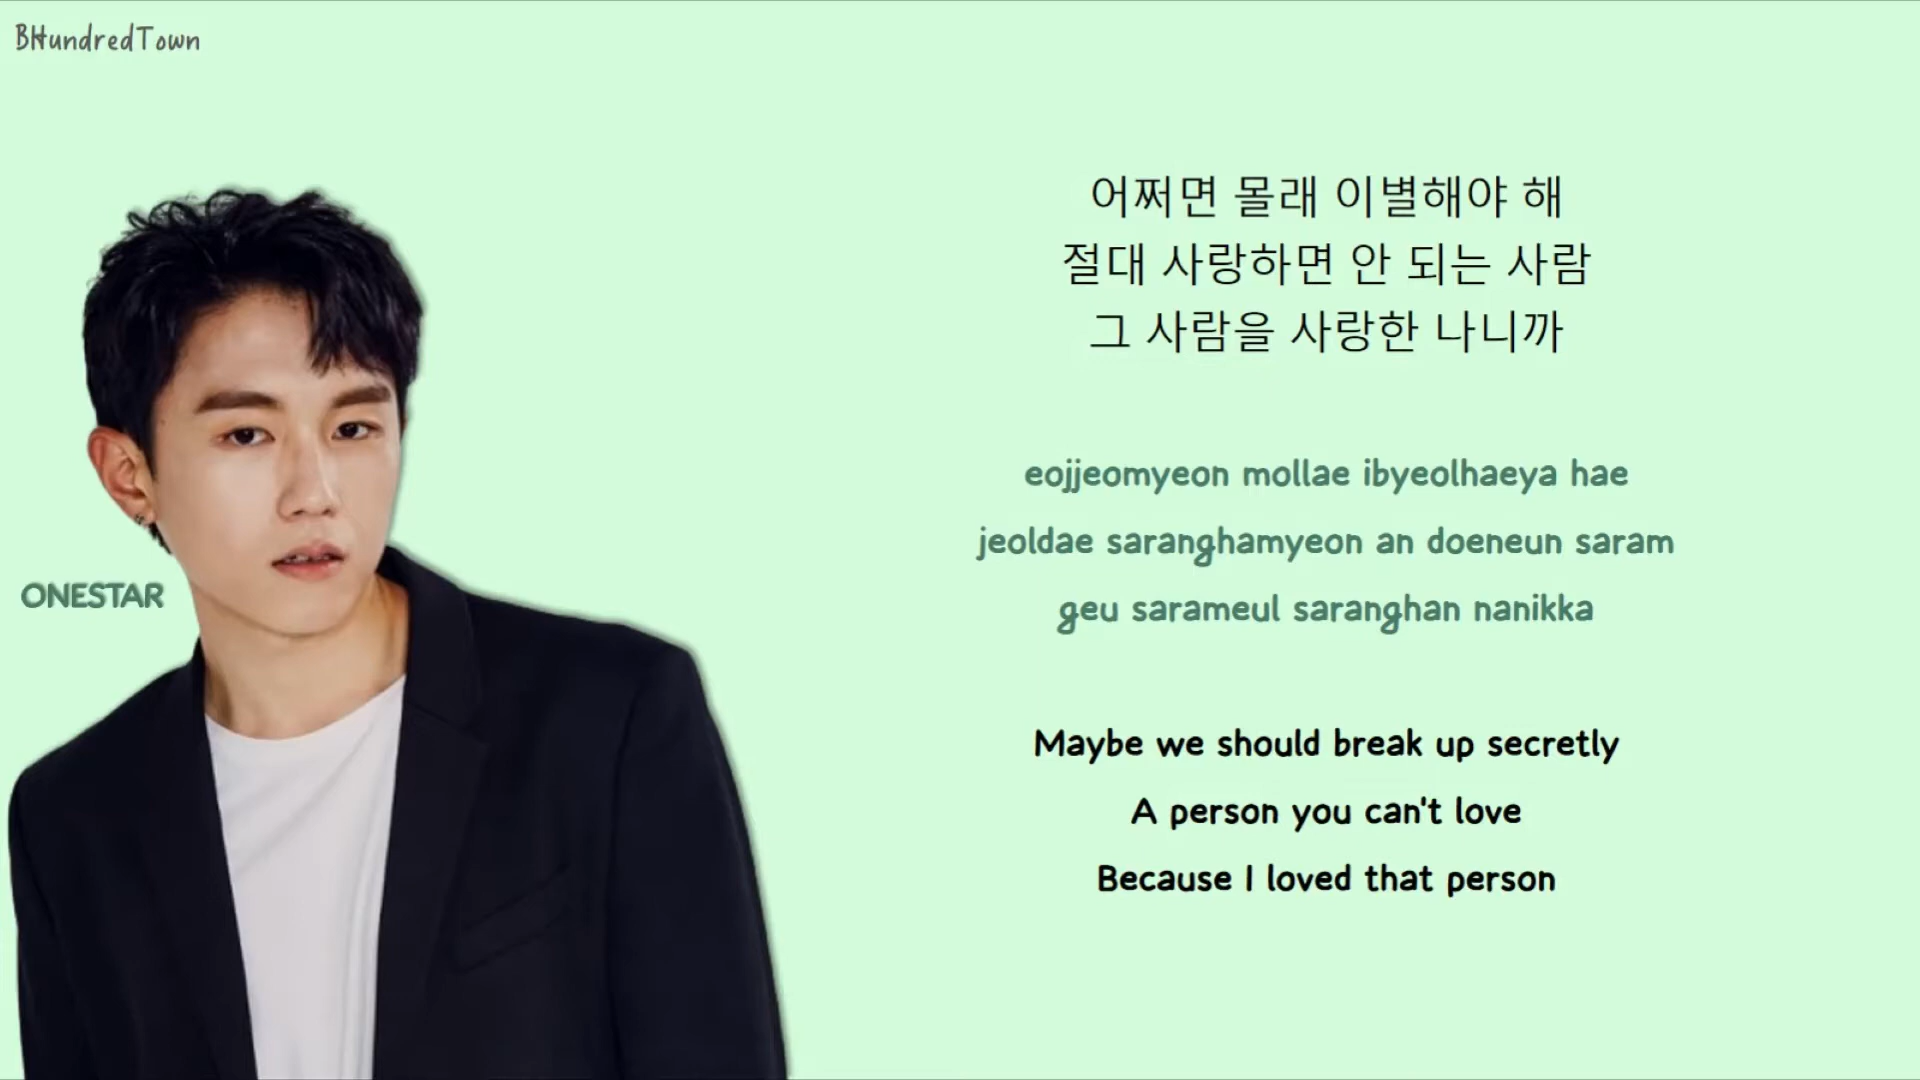 BHundredTown
어쩌면 몰래 이별해야 해
절대 사랑하면 안 되는 사람
그 사람을 사랑한 나니까
eojjeomyeon mollae ibyeolhaeya hae
jeoldae saranghamyeon an doeneun saram
geu sarameul saranghan nanikka
ONESTAR
Maybe we should break up secretly
A person you can't love
Because I loved that person